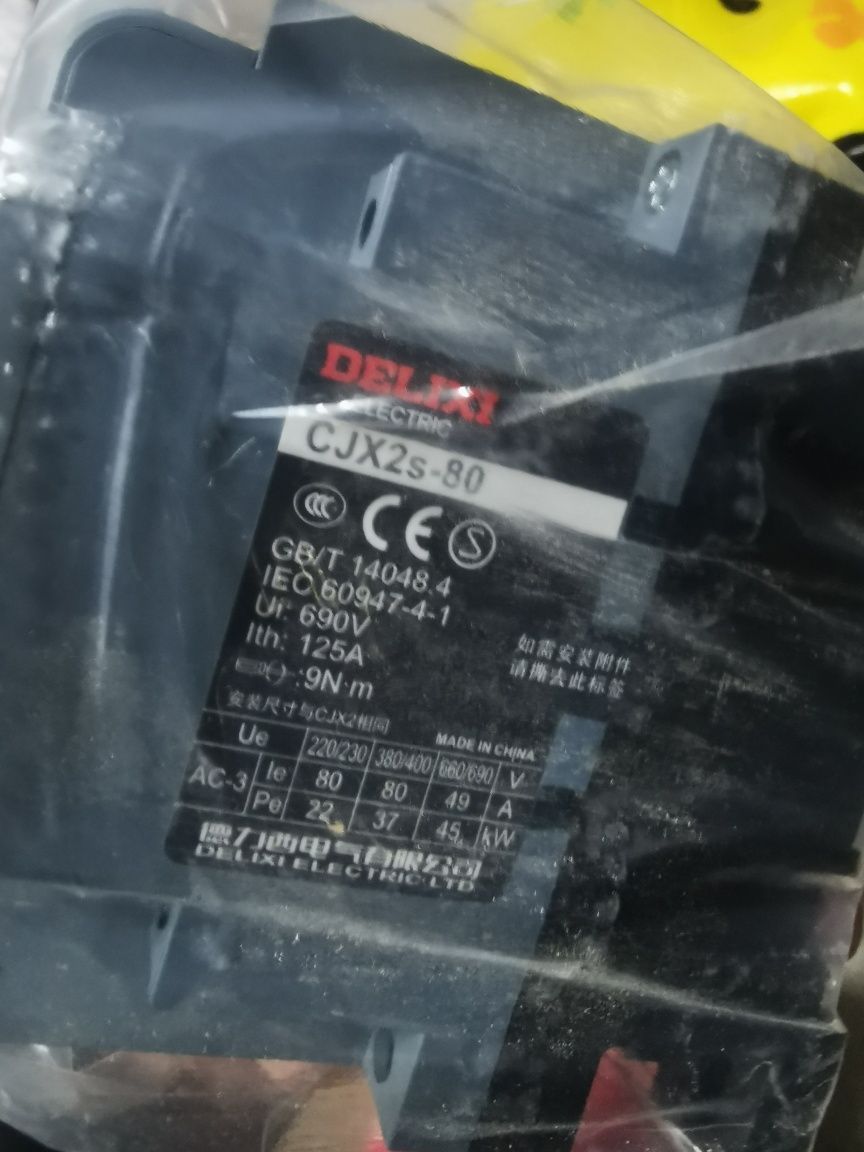 DELIXI
ELECTRIC
CJX2s-80
CCC CE S
GB/T 14048.4
IEC 60947-4-1
Ui: 690V
Ith: 125A
:9N·m
如需安装附件
请撕去此标签
安装尺寸与CJX2相同
MADE IN CHINA
Ue 220/230 380/400 660/690 V
AC-3 Ie 80 80 49 A
Pe 22 37 45 kW
德力西电气有限公司
DELIXI ELECTRIC LTD